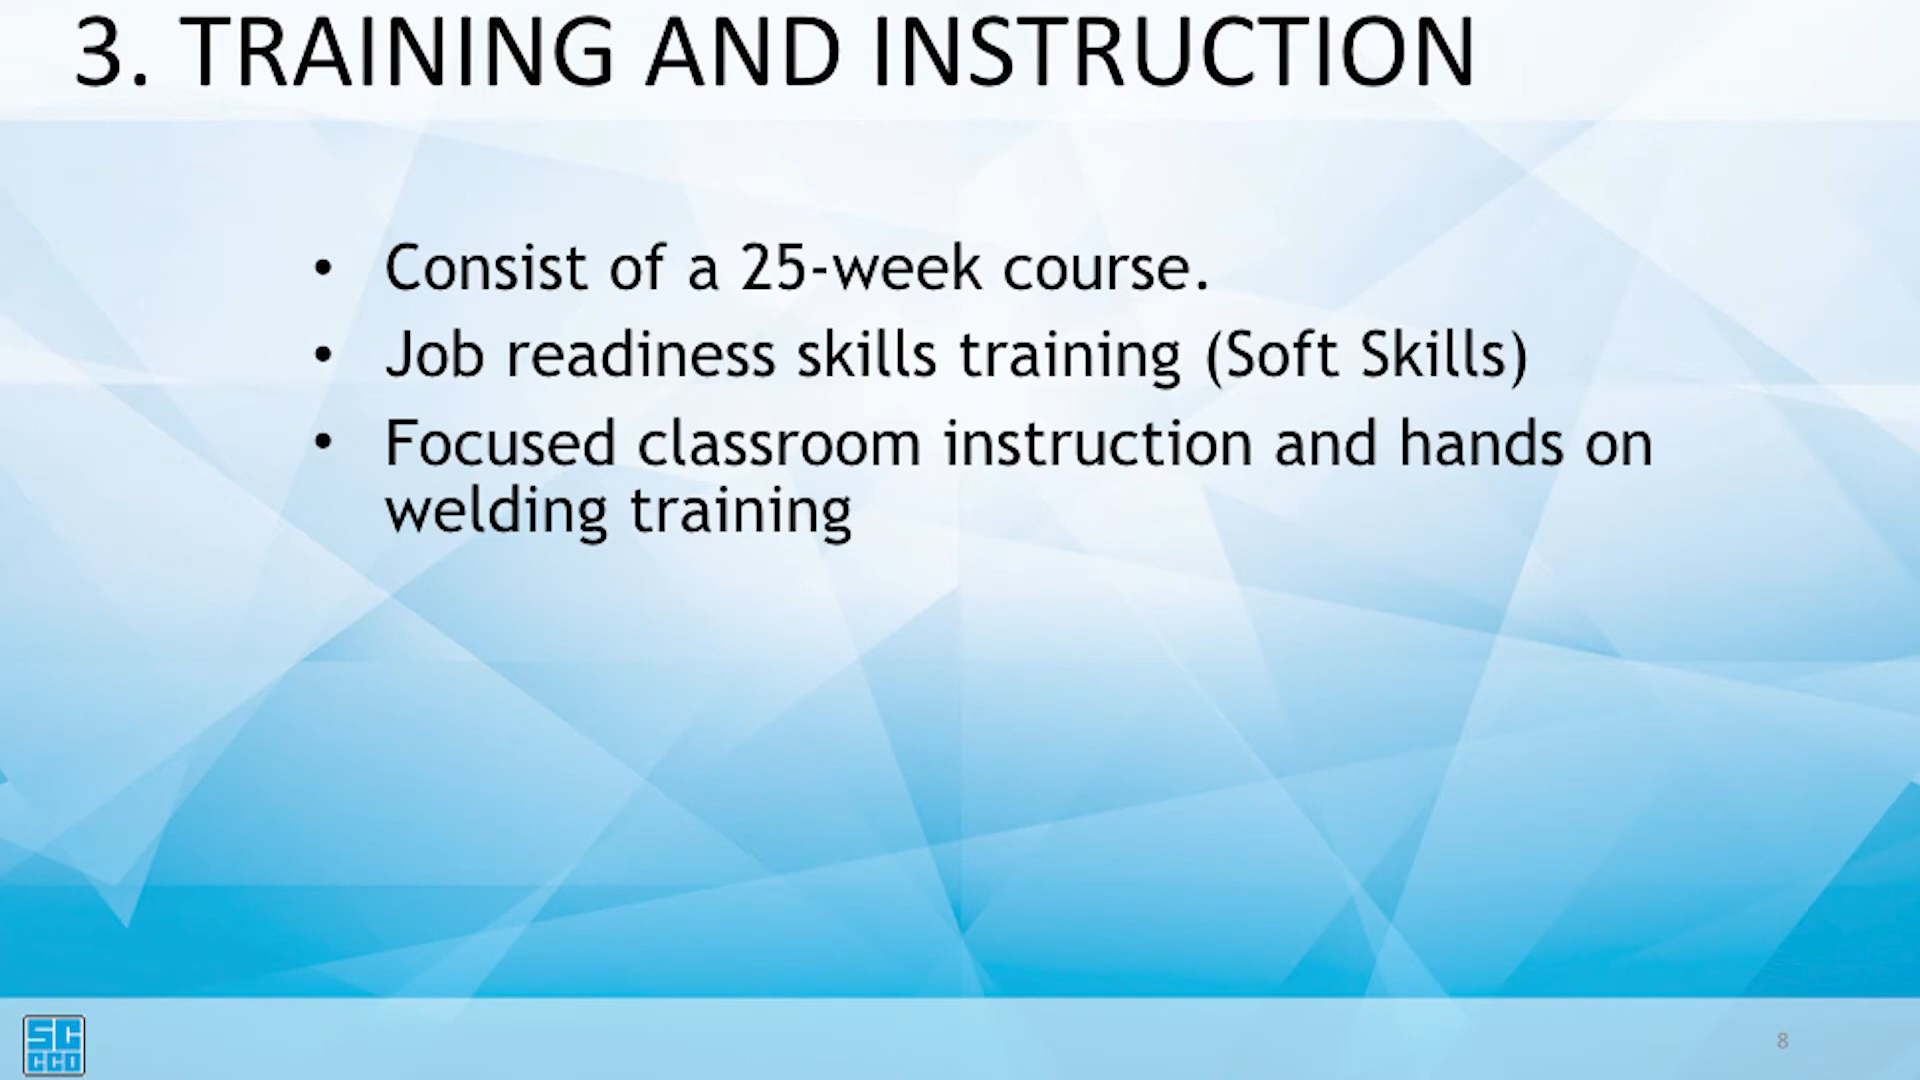 3. TRAINING AND INSTRUCTION
• Consist of a 25-week course.
• Job readiness skills training (Soft Skills)
• Focused classroom instruction and hands on
welding training
SC
CCD
8